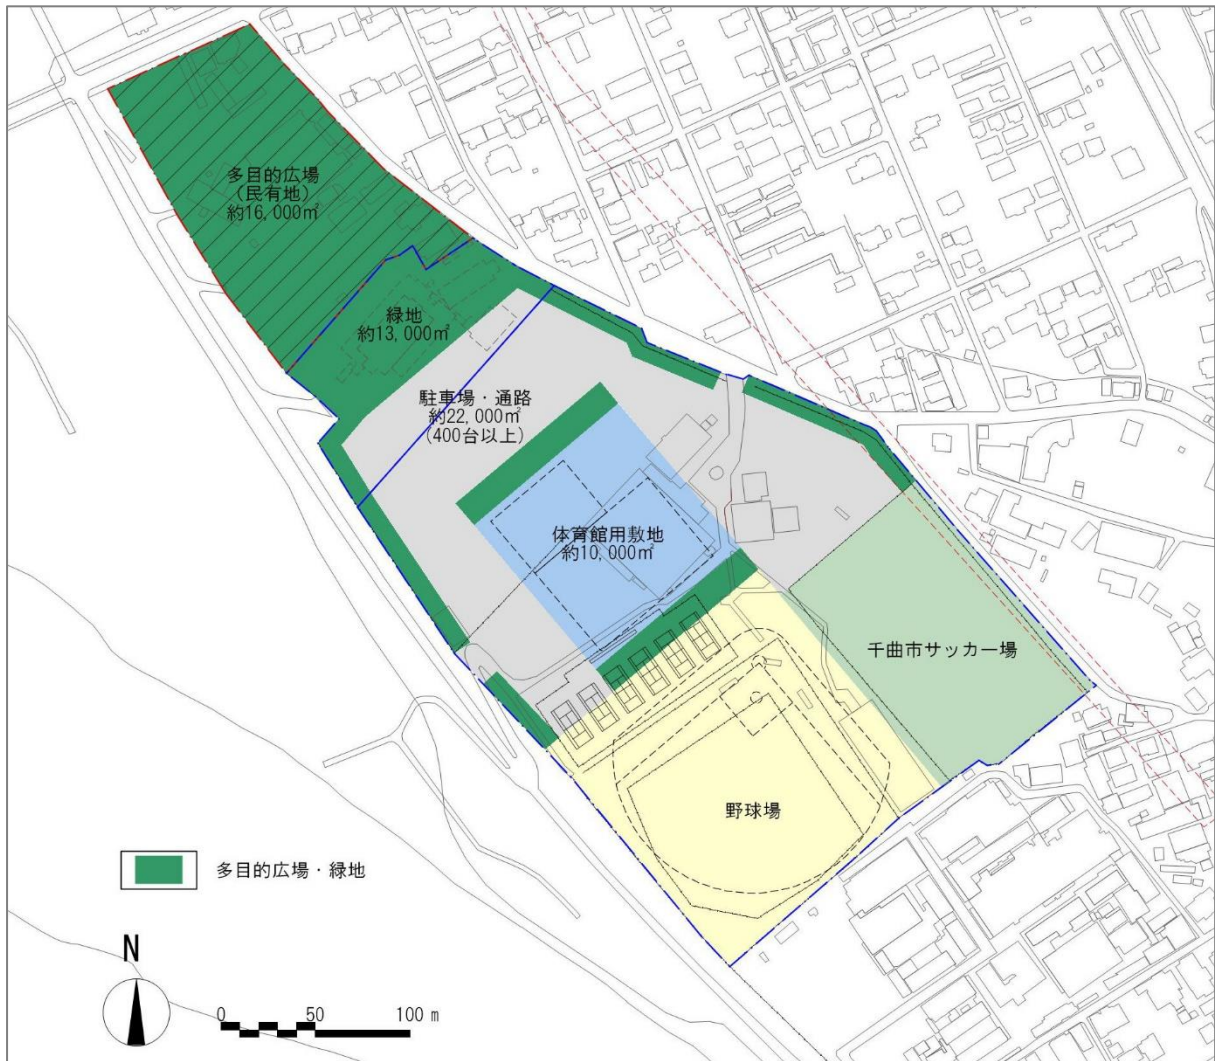 多目的広場
（民有地）
約16,000㎡
緑地
約13,000㎡
駐車場・通路
約22,000㎡
（400台以上）
体育館用敷地
約10,000㎡
千曲市サッカー場
野球場
多目的広場・緑地
N
0 50 100 m